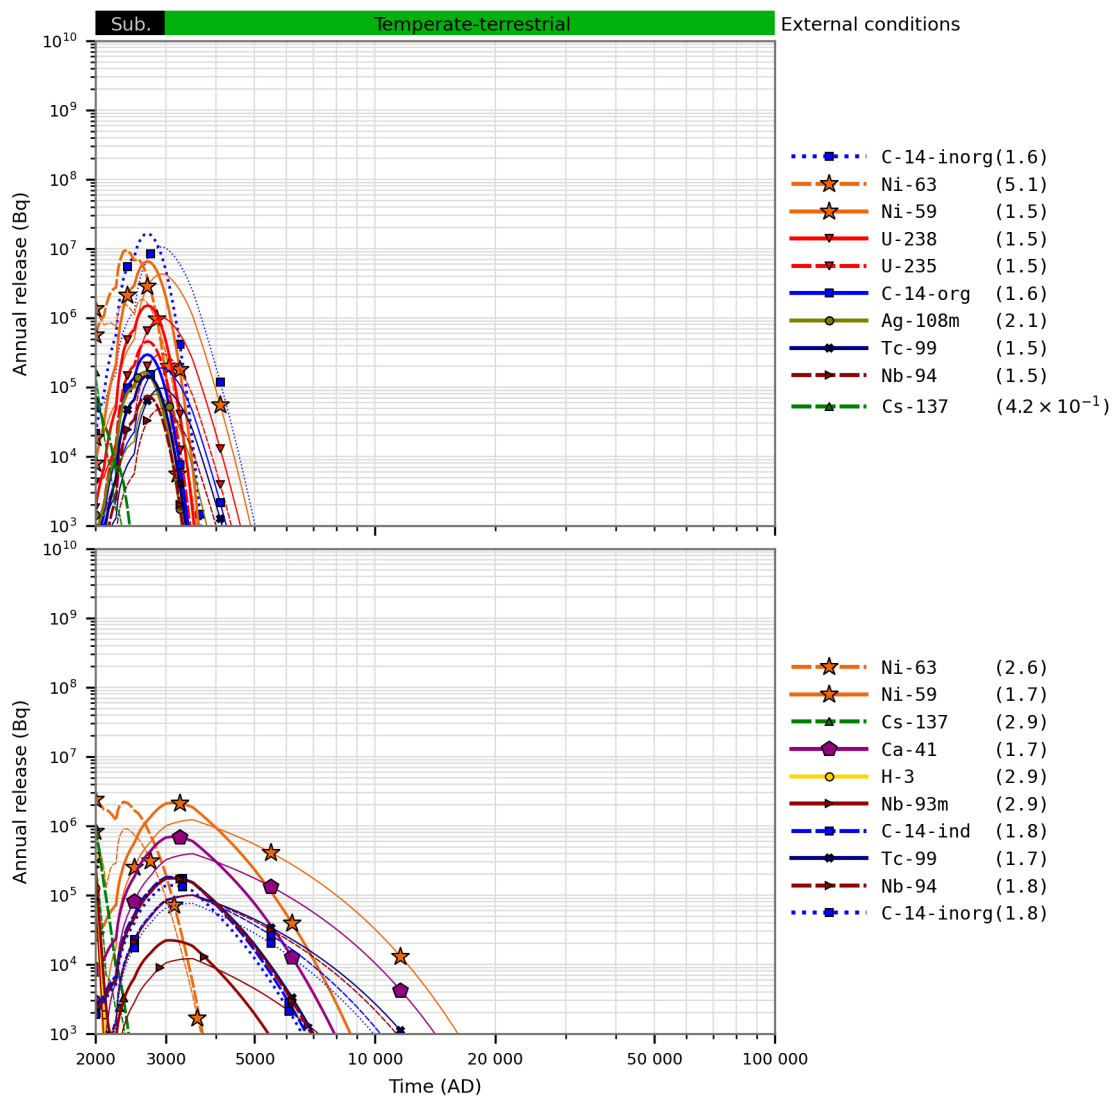 Sub. Temperate-terrestrial External conditions
10^10
10^9
10^8
10^7
10^6
10^5
10^4
10^3
Annual release (Bq)
C-14-inorg(1.6)
Ni-63 (5.1)
Ni-59 (1.5)
U-238 (1.5)
U-235 (1.5)
C-14-org (1.6)
Ag-108m (2.1)
Tc-99 (1.5)
Nb-94 (1.5)
Cs-137 (4.2 × 10^−1)
10^10
10^9
10^8
10^7
10^6
10^5
10^4
10^3
Annual release (Bq)
Ni-63 (2.6)
Ni-59 (1.7)
Cs-137 (2.9)
Ca-41 (1.7)
H-3 (2.9)
Nb-93m (2.9)
C-14-ind (1.8)
Tc-99 (1.7)
Nb-94 (1.8)
C-14-inorg(1.8)
2000 3000 5000 10 000 20 000 50 000 100 000
Time (AD)